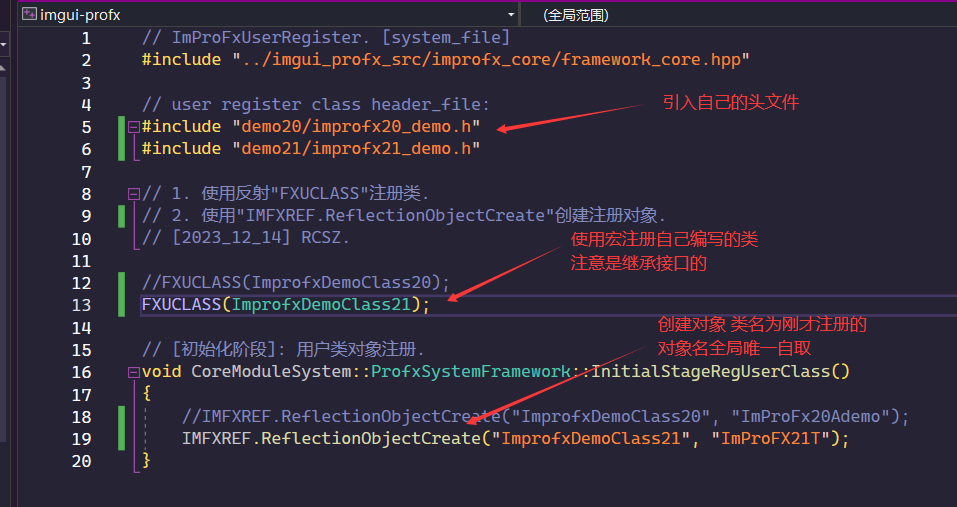 imgui-profx
(全局范围)
1 // ImProFxUserRegister. [system_file]
2 #include "../imgui_profx_src/improfx_core/framework_core.hpp"
3
4 // user register class header_file:
引入自己的头文件
5 #include "demo20/improfx20_demo.h"
6 #include "demo21/improfx21_demo.h"
7
8 // 1. 使用反射"FXUCLASS"注册类.
9 // 2. 使用"IMFXREF.ReflectionObjectCreate"创建注册对象.
10 // [2023_12_14] RCSZ.
使用宏注册自己编写的类
注意是继承接口的
11
12 //FXUCLASS(ImprofxDemoClass20);
13 FXUCLASS(ImprofxDemoClass21);
14
创建对象 类名为刚才注册的
对象名全局唯一自取
15 // [初始化阶段]: 用户类对象注册.
16 void CoreModuleSystem::ProfxSystemFramework::InitialStageRegUserClass()
17 {
18 //IMFXREF.ReflectionObjectCreate("ImprofxDemoClass20", "ImProFx20Ademo");
19 IMFXREF.ReflectionObjectCreate("ImprofxDemoClass21", "ImProFX21T");
20 }